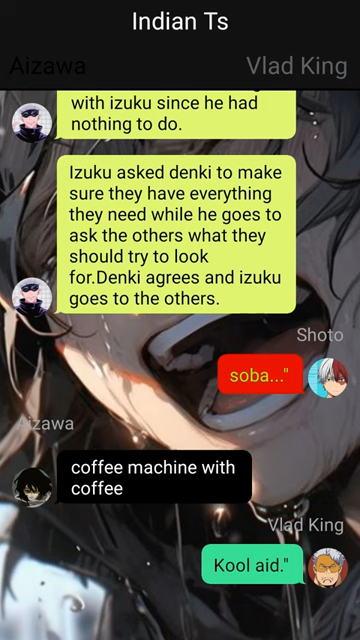 Indian Ts
Aizawa
Vlad King
with izuku since he had
nothing to do.
Izuku asked denki to make
sure they have everything
they need while he goes to
ask the others what they
should try to look
for.Denki agrees and izuku
goes to the others.
Shoto
soba..."
Aizawa
coffee machine with
coffee
Vlad King
Kool aid."